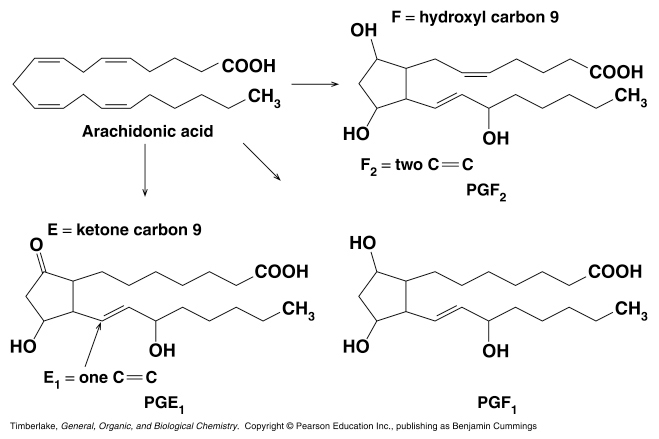 F = hydroxyl carbon 9
OH
COOH
CH₃
Arachidonic acid
COOH
CH₃
HO
OH
F₂ = two C=C
PGF₂
E = ketone carbon 9
O
COOH
CH₃
HO
OH
E₁ = one C=C
PGE₁
HO
COOH
CH₃
HO
OH
PGF₁
Timberlake, General, Organic, and Biological Chemistry. Copyright © Pearson Education Inc., publishing as Benjamin Cummings